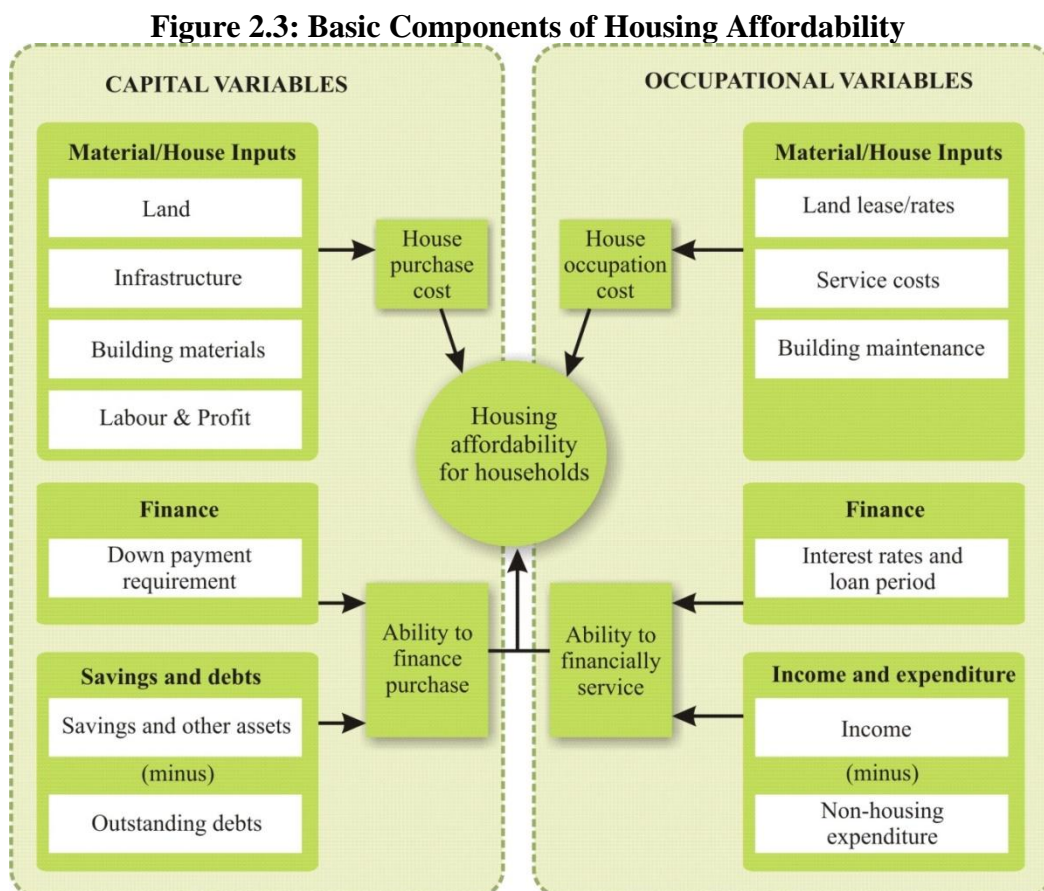 Figure 2.3: Basic Components of Housing Affordability
CAPITAL VARIABLES
Material/House Inputs
Land
Infrastructure
Building materials
Labour & Profit
House
purchase
cost
Finance
Down payment
requirement
Savings and debts
Savings and other assets
(minus)
Outstanding debts
Ability to
finance
purchase
Housing
affordability
for households
OCCUPATIONAL VARIABLES
Material/House Inputs
Land lease/rates
Service costs
Building maintenance
House
occupation
cost
Finance
Interest rates and
loan period
Income and expenditure
Income
(minus)
Non-housing
expenditure
Ability to
financially
service